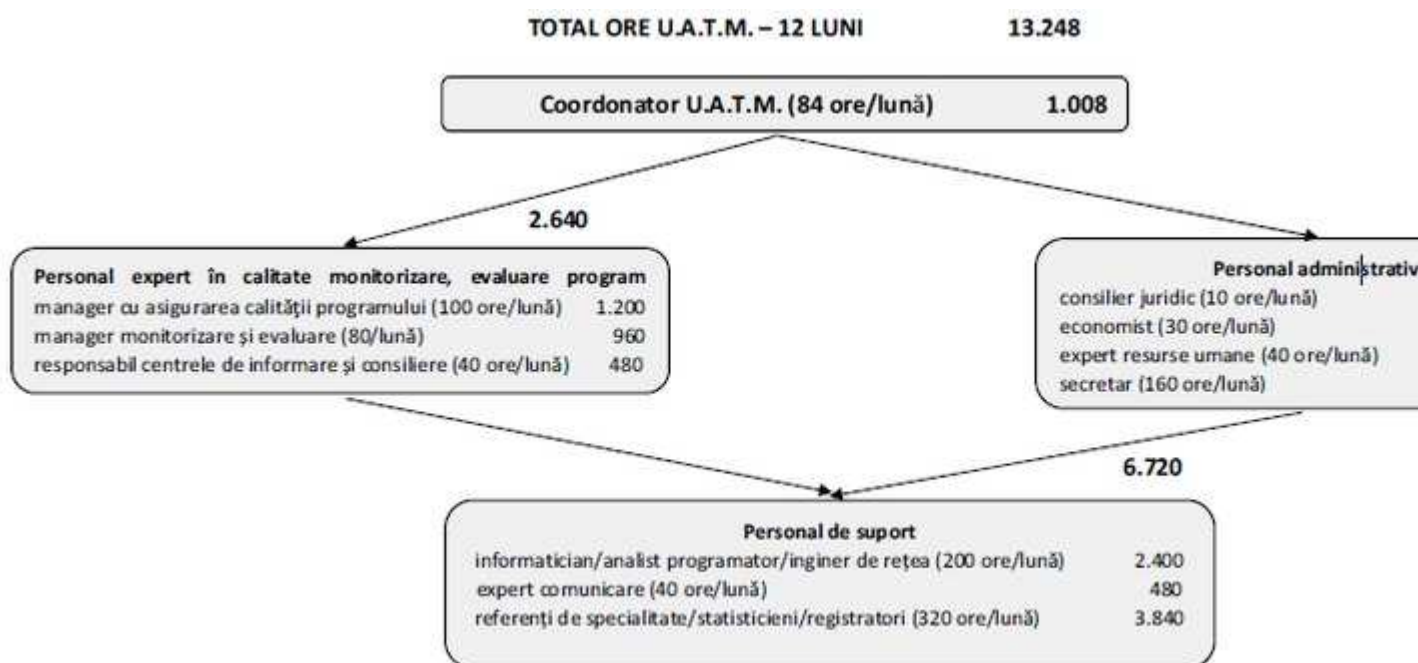 TOTAL ORE U.A.T.M. – 12 LUNI 13.248
Coordonator U.A.T.M. (84 ore/lună) 1.008
2.640
Personal expert în calitate monitorizare, evaluare program
manager cu asigurarea calității programului (100 ore/lună) 1.200
manager monitorizare și evaluare (80/lună) 960
responsabil centrele de informare și consiliere (40 ore/lună) 480
Personal administrativ
consilier juridic (10 ore/lună)
economist (30 ore/lună)
expert resurse umane (40 ore/lună)
secretar (160 ore/lună)
6.720
Personal de suport
informatician/analist programator/inginer de rețea (200 ore/lună) 2.400
expert comunicare (40 ore/lună) 480
referenți de specialitate/statisticieni/registratori (320 ore/lună) 3.840